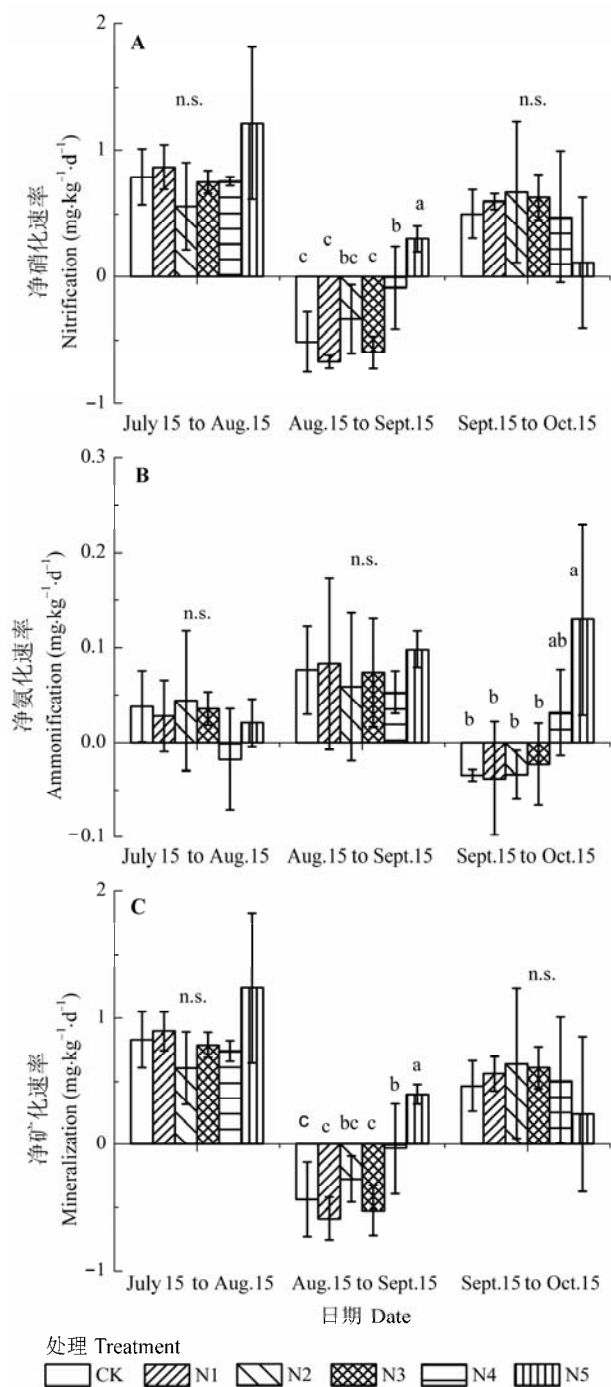 2
A
n.s.
n.s.
1
b
a
c
c
bc
c
0
−1
净硝化速率
Nitrification (mg·kg⁻¹·d⁻¹)
July 15 to Aug.15
Aug.15 to Sept.15
Sept.15 to Oct.15
0.3
B
0.2
n.s.
n.s.
a
0.1
ab
b
b
b
b
0.0
−0.1
净氨化速率
Ammonification (mg·kg⁻¹·d⁻¹)
July 15 to Aug.15
Aug.15 to Sept.15
Sept.15 to Oct.15
2
C
n.s.
n.s.
1
b
a
c
c
bc
c
0
−1
净矿化速率
Mineralization (mg·kg⁻¹·d⁻¹)
July 15 to Aug.15
Aug.15 to Sept.15
Sept.15 to Oct.15
日期 Date
处理 Treatment
CK N1 N2 N3 N4 N5